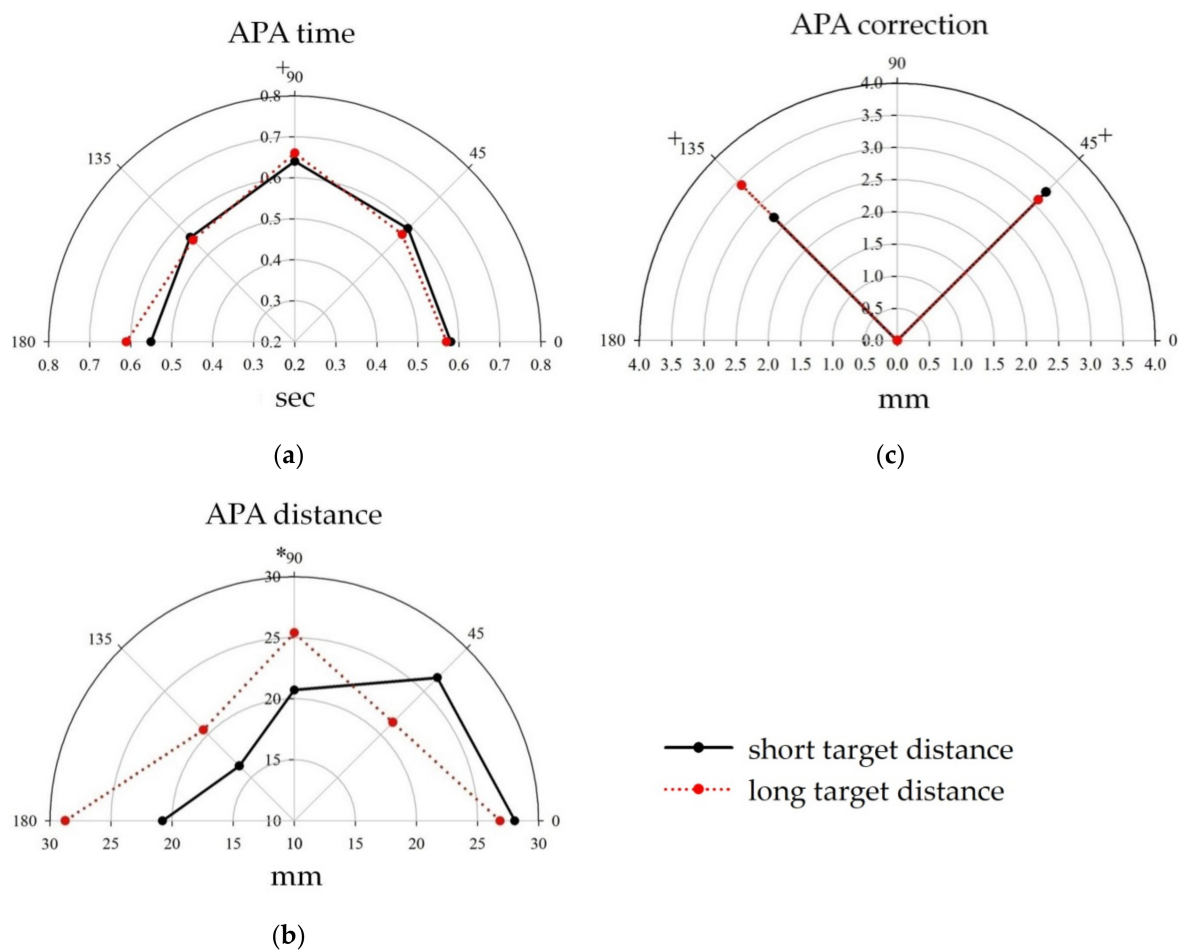 APA time
+90
0.8
135
0.7
45
0.6
0.5
0.4
0.3
180
0.2
0
0.8 0.7 0.6 0.5 0.4 0.3 0.2 0.3 0.4 0.5 0.6 0.7 0.8
sec
(a)
APA correction
90
4.0
+135
3.5
45+
3.0
2.5
2.0
1.5
1.0
0.5
180
0.0
0
4.0 3.5 3.0 2.5 2.0 1.5 1.0 0.5 0.0 0.5 1.0 1.5 2.0 2.5 3.0 3.5 4.0
mm
(c)
APA distance
*90
30
135
25
45
20
15
180
10
0
30 25 20 15 10 15 20 25 30
mm
(b)
short target distance
long target distance